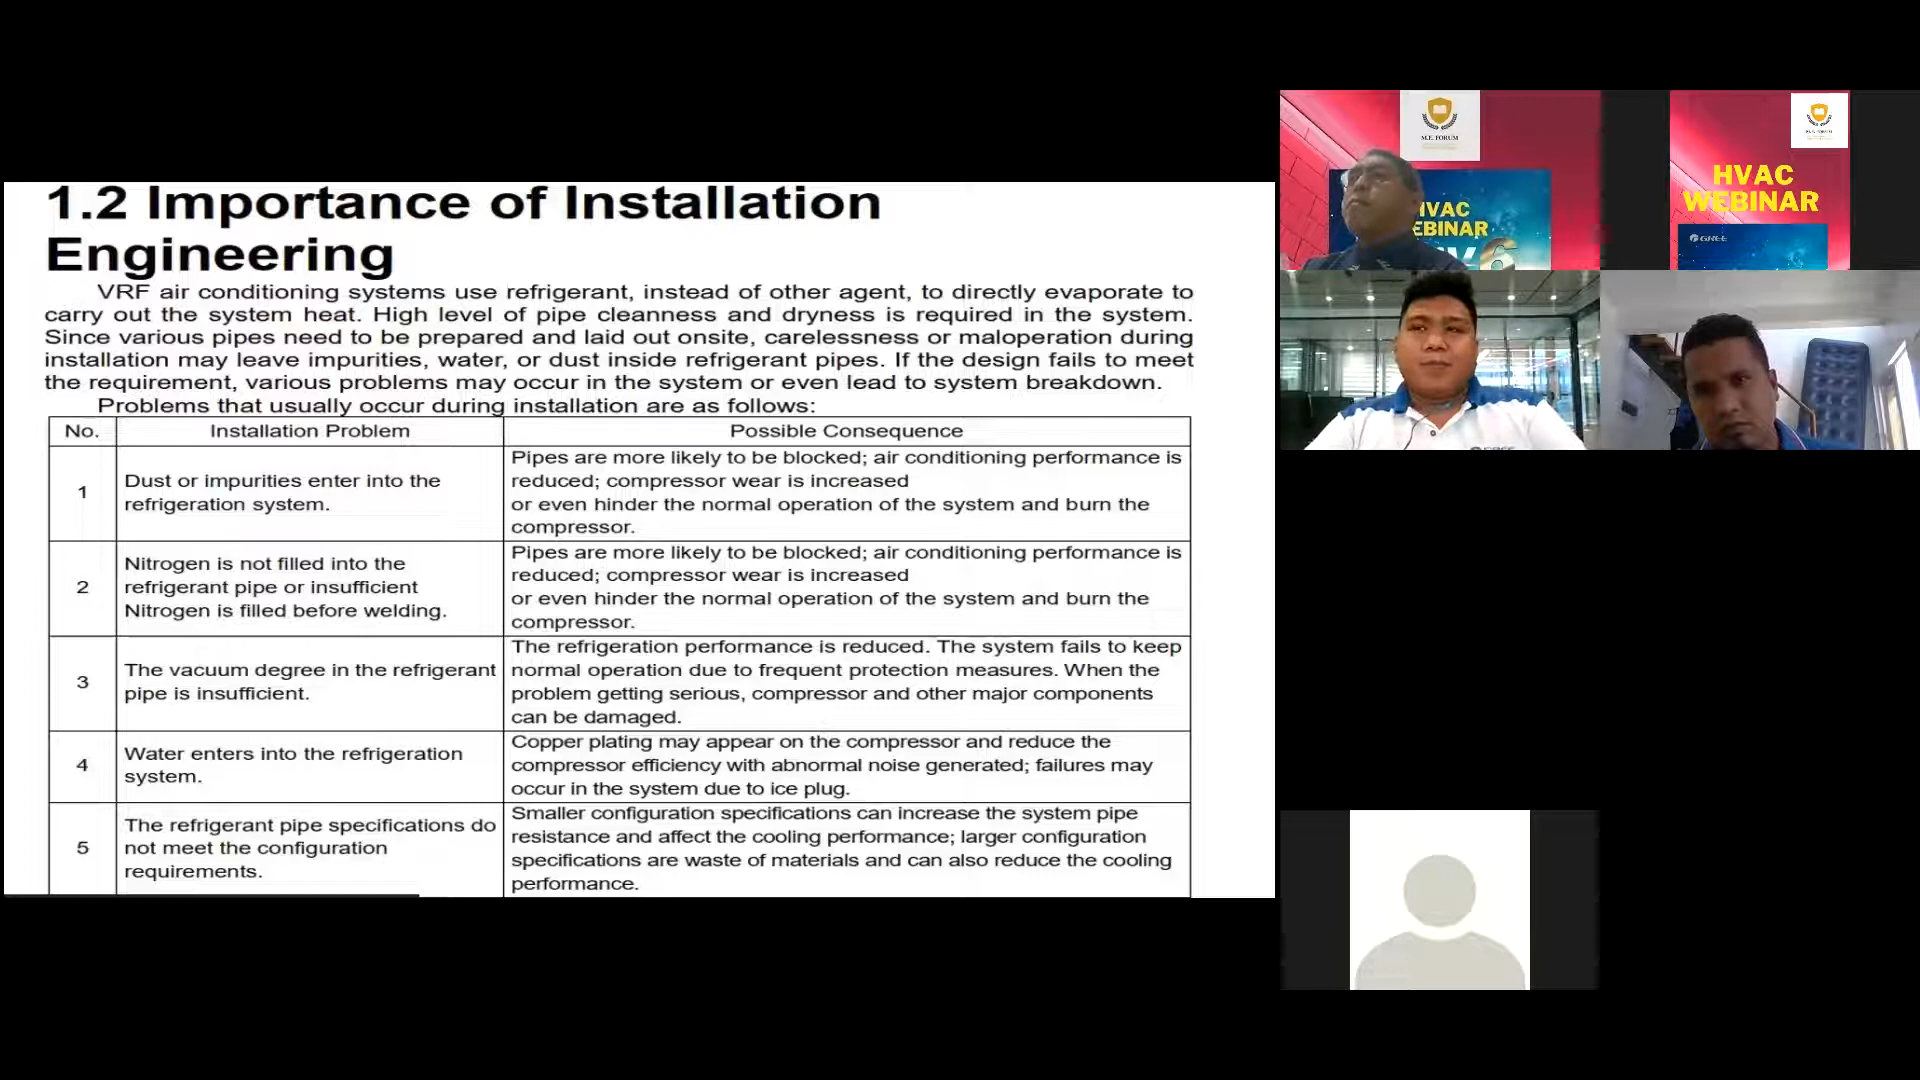 1.2 Importance of Installation
Engineering
VRF air conditioning systems use refrigerant, instead of other agent, to directly evaporate to
carry out the system heat. High level of pipe cleanness and dryness is required in the system.
Since various pipes need to be prepared and laid out onsite, carelessness or maloperation during
installation may leave impurities, water, or dust inside refrigerant pipes. If the design fails to meet
the requirement, various problems may occur in the system or even lead to system breakdown.
Problems that usually occur during installation are as follows:
No. Installation Problem Possible Consequence
1
Dust or impurities enter into the
refrigeration system.
Pipes are more likely to be blocked; air conditioning performance is
reduced; compressor wear is increased
or even hinder the normal operation of the system and burn the
compressor.
2
Nitrogen is not filled into the
refrigerant pipe or insufficient
Nitrogen is filled before welding.
Pipes are more likely to be blocked; air conditioning performance is
reduced; compressor wear is increased
or even hinder the normal operation of the system and burn the
compressor.
3
The vacuum degree in the refrigerant
pipe is insufficient.
The refrigeration performance is reduced. The system fails to keep
normal operation due to frequent protection measures. When the
problem getting serious, compressor and other major components
can be damaged.
4
Water enters into the refrigeration
system.
Copper plating may appear on the compressor and reduce the
compressor efficiency with abnormal noise generated; failures may
occur in the system due to ice plug.
5
The refrigerant pipe specifications do
not meet the configuration
requirements.
Smaller configuration specifications can increase the system pipe
resistance and affect the cooling performance; larger configuration
specifications are waste of materials and can also reduce the cooling
performance.
M.E. FORUM
HVAC
EBINAR
6
M.E. FORUM
HVAC
WEBINAR
GREE
GREE